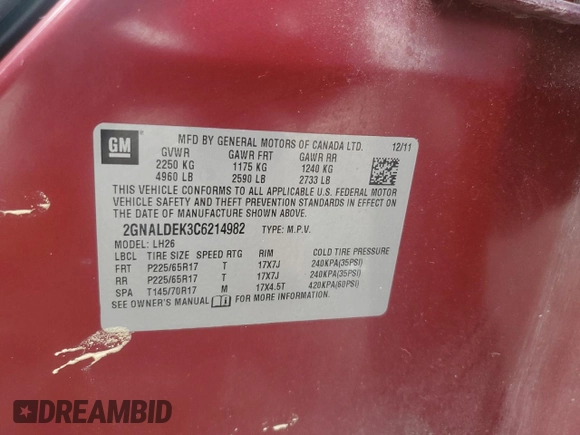 GM
MFD BY GENERAL MOTORS OF CANADA LTD. 12/11
GVWR GAWR FRT GAWR RR
2250 KG 1175 KG 1240 KG
4960 LB 2590 LB 2733 LB
THIS VEHICLE CONFORMS TO ALL APPLICABLE U.S. FEDERAL MOTOR
VEHICLE SAFETY AND THEFT PREVENTION STANDARDS IN EFFECT ON
THE DATE OF MANUFACTURE SHOWN ABOVE.
2GNALDEK3C6214982 TYPE: M.P.V.
MODEL: LH26
LBCL TIRE SIZE SPEED RTG RIM COLD TIRE PRESSURE
FRT P225/65R17 T 17X7J 240KPA(35PSI)
RR P225/65R17 T 17X7J 240KPA(35PSI)
SPA T145/70R17 M 17X4.5T 420KPA(60PSI)
SEE OWNER'S MANUAL FOR MORE INFORMATION
DREAMBID